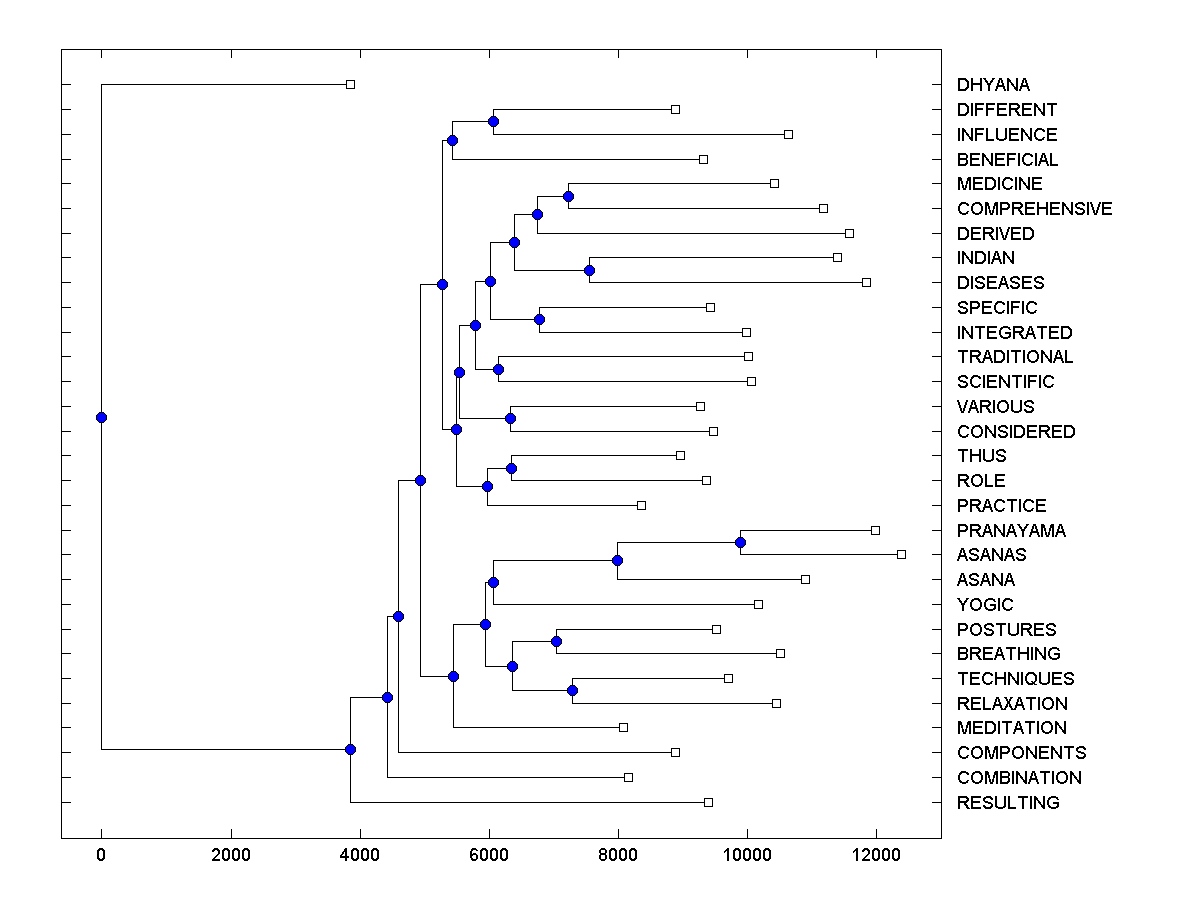 DHYANA
DIFFERENT
INFLUENCE
BENEFICIAL
MEDICINE
COMPREHENSIVE
DERIVED
INDIAN
DISEASES
SPECIFIC
INTEGRATED
TRADITIONAL
SCIENTIFIC
VARIOUS
CONSIDERED
THUS
ROLE
PRACTICE
PRANAYAMA
ASANAS
ASANA
YOGIC
POSTURES
BREATHING
TECHNIQUES
RELAXATION
MEDITATION
COMPONENTS
COMBINATION
RESULTING
0 2000 4000 6000 8000 10000 12000